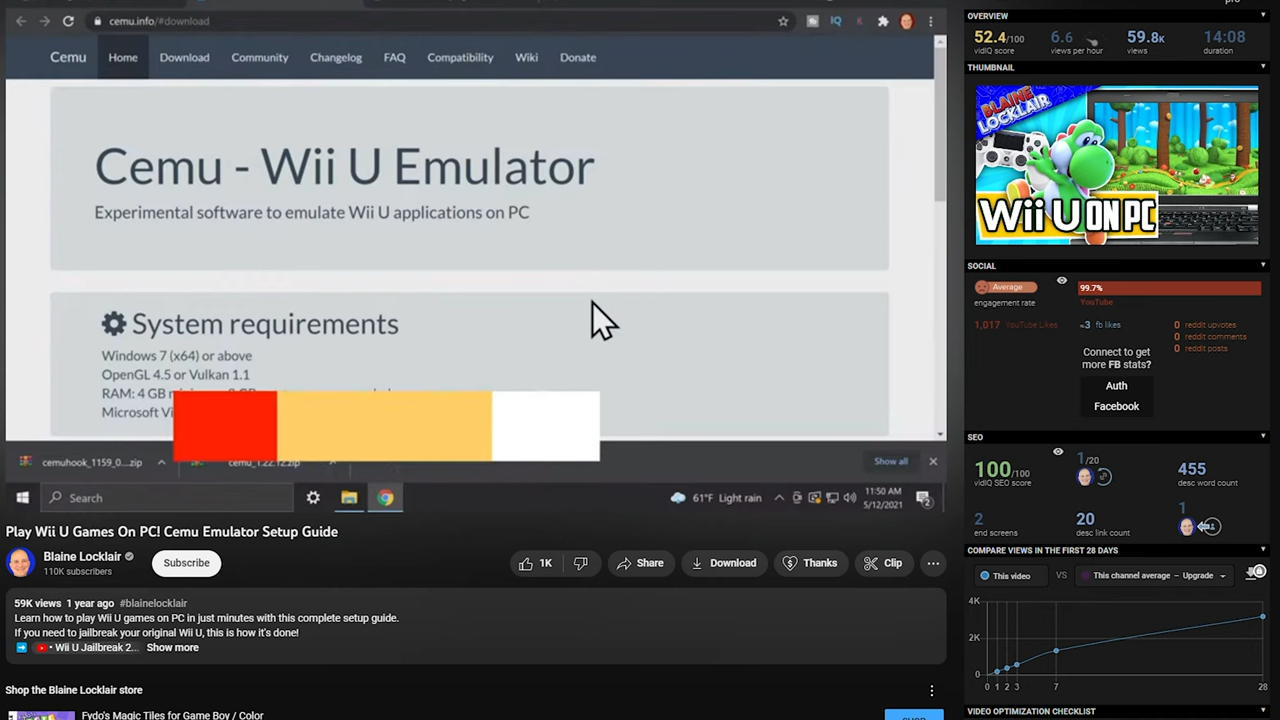 cemu.info/#download
IQ
Cemu Home Download Community Changelog FAQ Compatibility Wiki Donate
Cemu - Wii U Emulator
Experimental software to emulate Wii U applications on PC
System requirements
Windows 7 (x64) or above
OpenGL 4.5 or Vulkan 1.1
RAM: 4 GB
Microsoft
cemuhook_1159_0....zip
cemu_1.22.12.zip
Show all
Search
61°F Light rain
11:50 AM
5/12/2021
2
Play Wii U Games On PC! Cemu Emulator Setup Guide
Blaine Locklair
110K subscribers
Subscribe
1K
Share
Download
Thanks
Clip
59K views 1 year ago #blainelocklair
Learn how to play Wii U games on PC in just minutes with this complete setup guide.
If you need to jailbreak your original Wii U, this is how it's done!
• Wii U Jailbreak 2... Show more
Shop the Blaine Locklair store
Fydo's Magic Tiles for Game Boy / Color
pro
OVERVIEW
52.4/100
vidIQ score
6.6
views per hour
59.8k
views
14:08
duration
THUMBNAIL
BLAINE
LOCKLAIR
Wii U ON PC
SOCIAL
Average
engagement rate
99.7%
YouTube
1,017 YouTube Likes
~3 fb likes
0 reddit upvotes
0 reddit comments
0 reddit posts
Connect to get
more FB stats?
Auth
Facebook
SEO
100/100
vidIQ SEO score
1/20
455
desc word count
2
end screens
20
desc link count
1
COMPARE VIEWS IN THE FIRST 28 DAYS
This video VS This channel average – Upgrade
4K
2K
0
0 1 2 3 7 28
VIDEO OPTIMIZATION CHECKLIST